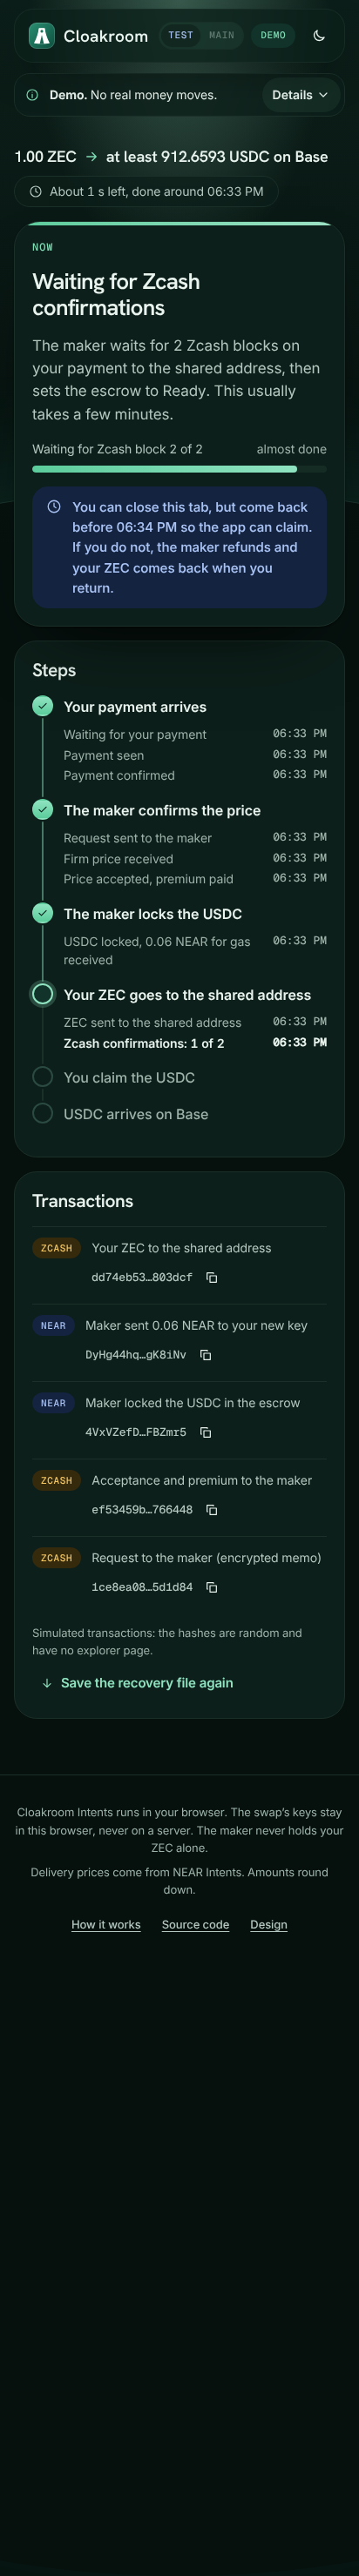 Cloakroom
TEST
MAIN
DEMO
Demo. No real money moves.
Details
1.00 ZEC → at least 912.6593 USDC on Base
About 1 s left, done around 06:33 PM
NOW
Waiting for Zcash
confirmations
The maker waits for 2 Zcash blocks on
your payment to the shared address, then
sets the escrow to Ready. This usually
takes a few minutes.
Waiting for Zcash block 2 of 2
almost done
You can close this tab, but come back
before 06:34 PM so the app can claim.
If you do not, the maker refunds and
your ZEC comes back when you
return.
Steps
Your payment arrives
Waiting for your payment 06:33 PM
Payment seen 06:33 PM
Payment confirmed 06:33 PM
The maker confirms the price
Request sent to the maker 06:33 PM
Firm price received 06:33 PM
Price accepted, premium paid 06:33 PM
The maker locks the USDC
USDC locked, 0.06 NEAR for gas 06:33 PM
received
Your ZEC goes to the shared address
ZEC sent to the shared address 06:33 PM
Zcash confirmations: 1 of 2 06:33 PM
You claim the USDC
USDC arrives on Base
Transactions
ZCASH Your ZEC to the shared address
dd74eb53…803dcf
NEAR Maker sent 0.06 NEAR to your new key
DyHg44hq…gK8iNv
NEAR Maker locked the USDC in the escrow
4VxVZefD…FBZmr5
ZCASH Acceptance and premium to the maker
ef53459b…766448
ZCASH Request to the maker (encrypted memo)
1ce8ea08…5d1d84
Simulated transactions: the hashes are random and
have no explorer page.
Save the recovery file again
Cloakroom Intents runs in your browser. The swap's keys stay
in this browser, never on a server. The maker never holds your
ZEC alone.
Delivery prices come from NEAR Intents. Amounts round
down.
How it works
Source code
Design